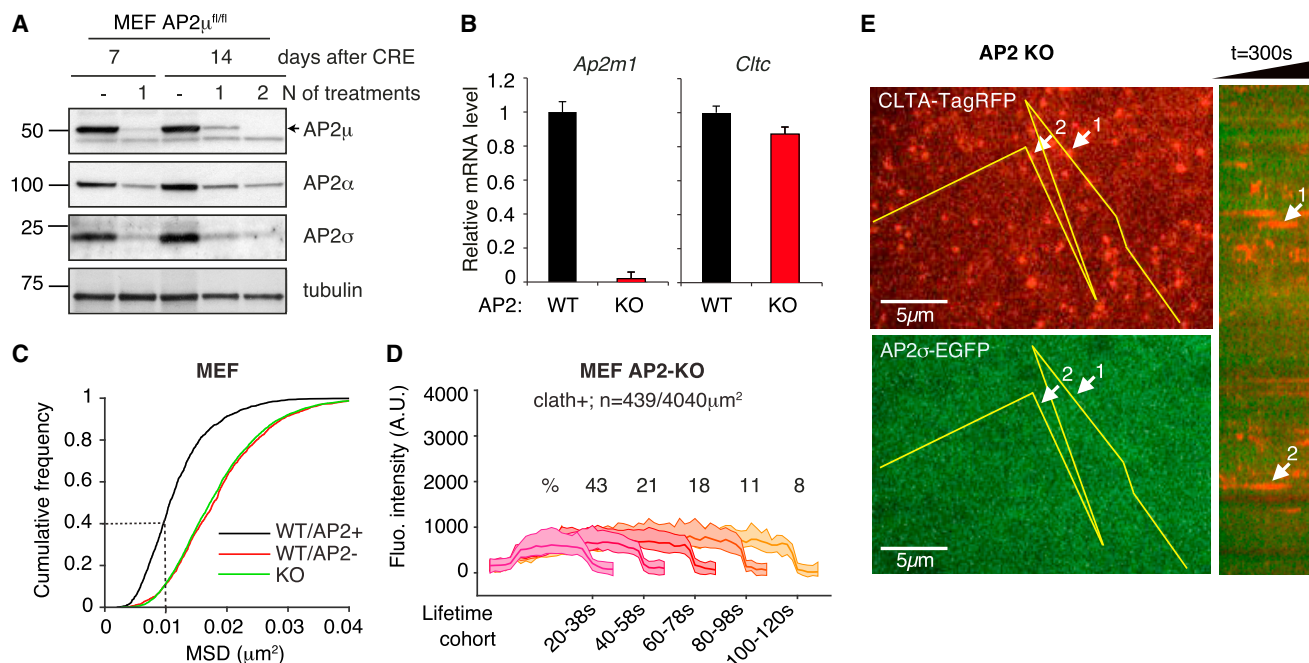 A
MEF AP2μfl/fl
7 14 days after CRE
- 1 - 1 2 N of treatments
50 AP2μ
100 AP2α
25 AP2σ
75 tubulin
B
Ap2m1 Cltc
Relative mRNA level
1.2
1
0.8
0.6
0.4
0.2
0
AP2: WT KO WT KO
C
MEF
Cumulative frequency
1
0.8
0.6
0.4
0.2
0
WT/AP2+
WT/AP2-
KO
0 0.01 0.02 0.03 0.04
MSD (μm²)
D
MEF AP2-KO
clath+; n=439/4040μm²
Fluo. intensity (A.U.)
4000
3000
2000
1000
0
% 43 21 18 11 8
Lifetime cohort
20-38s
40-58s
60-78s
80-98s
100-120s
E
AP2 KO
t=300s
CLTA-TagRFP
2
1
5μm
AP2σ-EGFP
2
1
5μm
1
2